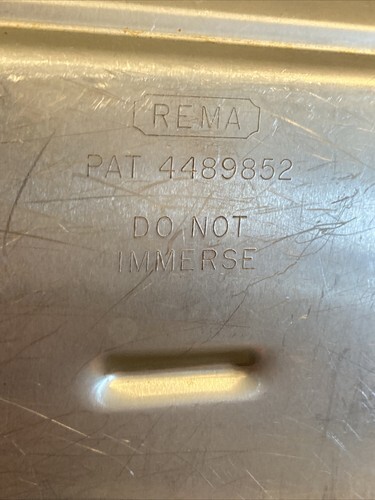 REMA
PAT 4489852
DO NOT
IMMERSE